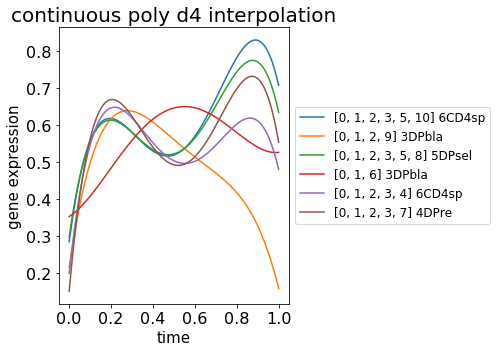 continuous poly d4 interpolation
gene expression
0.8
0.7
0.6
0.5
0.4
0.3
0.2
0.0 0.2 0.4 0.6 0.8 1.0
time
[0, 1, 2, 3, 5, 10] 6CD4sp
[0, 1, 2, 9] 3DPbla
[0, 1, 2, 3, 5, 8] 5DPsel
[0, 1, 6] 3DPbla
[0, 1, 2, 3, 4] 6CD4sp
[0, 1, 2, 3, 7] 4DPre